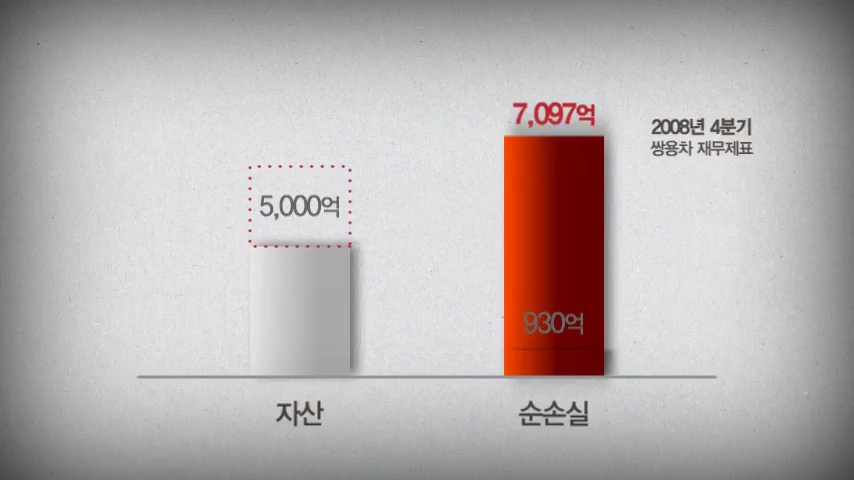 7,097억
2008년 4분기
쌍용차 재무제표
5,000억
930억
자산
순손실